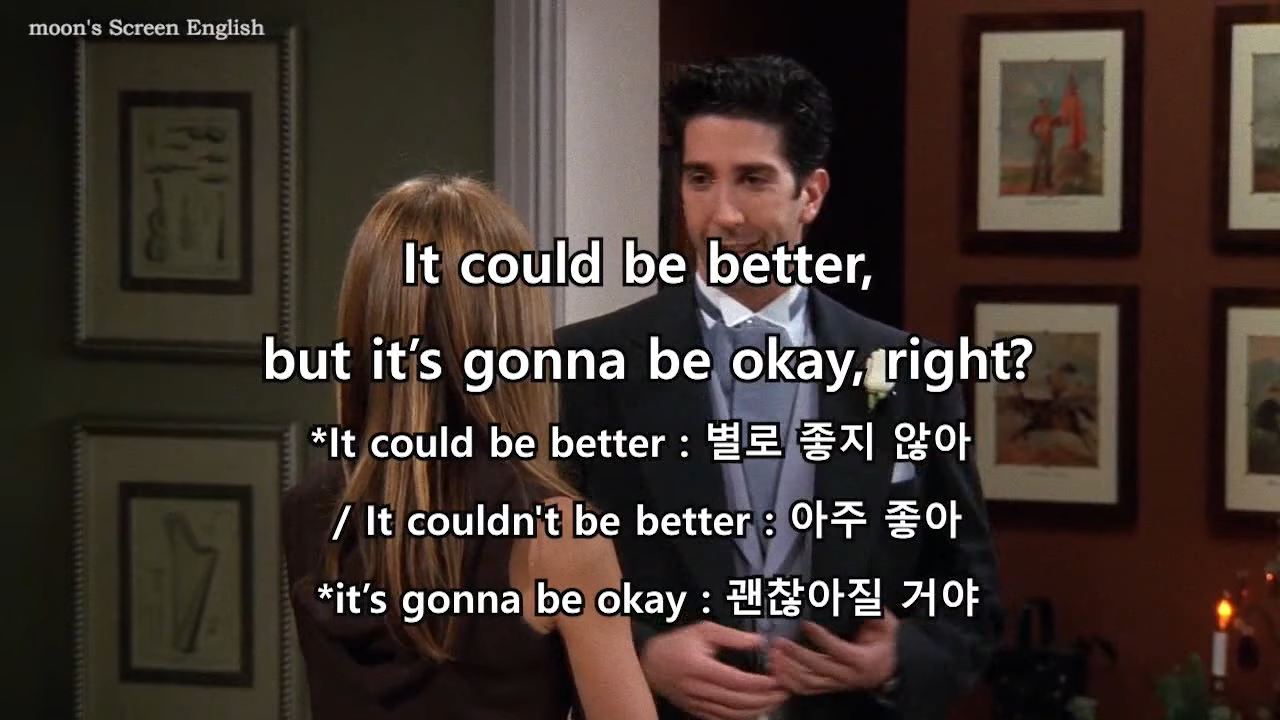 moon's Screen English
It could be better,
but it’s gonna be okay, right?
*It could be better : 별로 좋지 않아
/ It couldn't be better : 아주 좋아
*it’s gonna be okay : 괜찮아질 거야